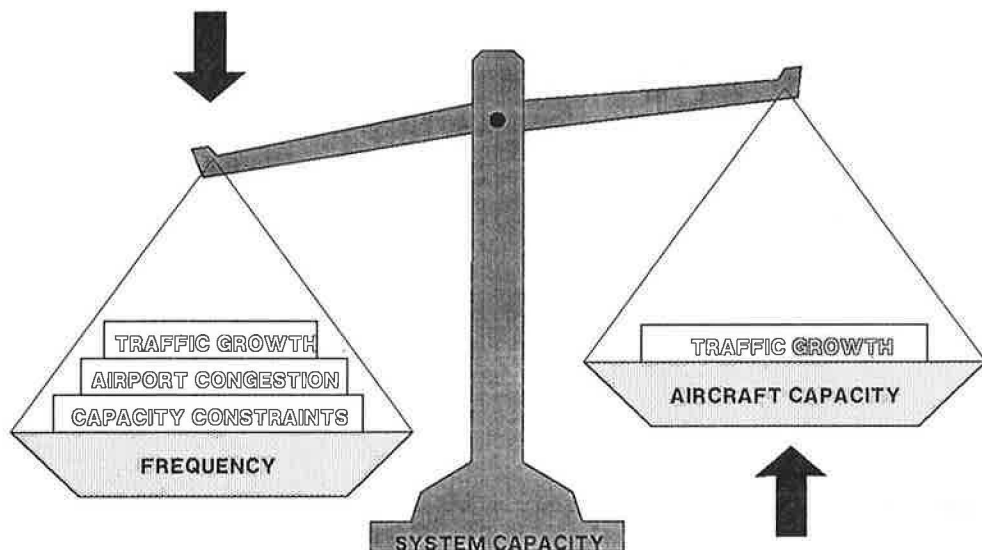 TRAFFIC GROWTH
AIRPORT CONGESTION
CAPACITY CONSTRAINTS
FREQUENCY
TRAFFIC GROWTH
AIRCRAFT CAPACITY
SYSTEM CAPACITY